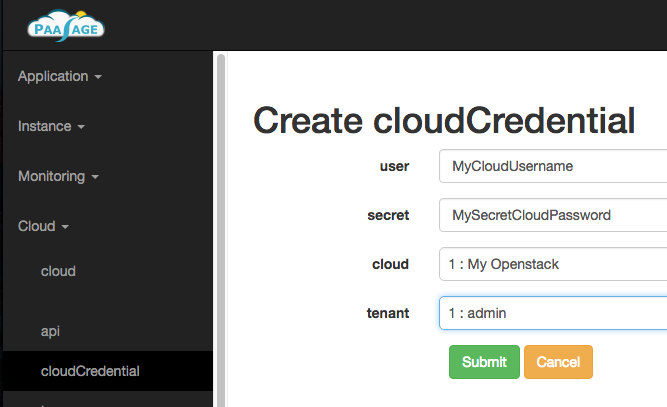 PAASAGE
Application
Instance
Monitoring
Cloud
cloud
api
cloudCredential
Create cloudCredential
user MyCloudUsername
secret MySecretCloudPassword
cloud 1 : My Openstack
tenant 1 : admin
Submit Cancel